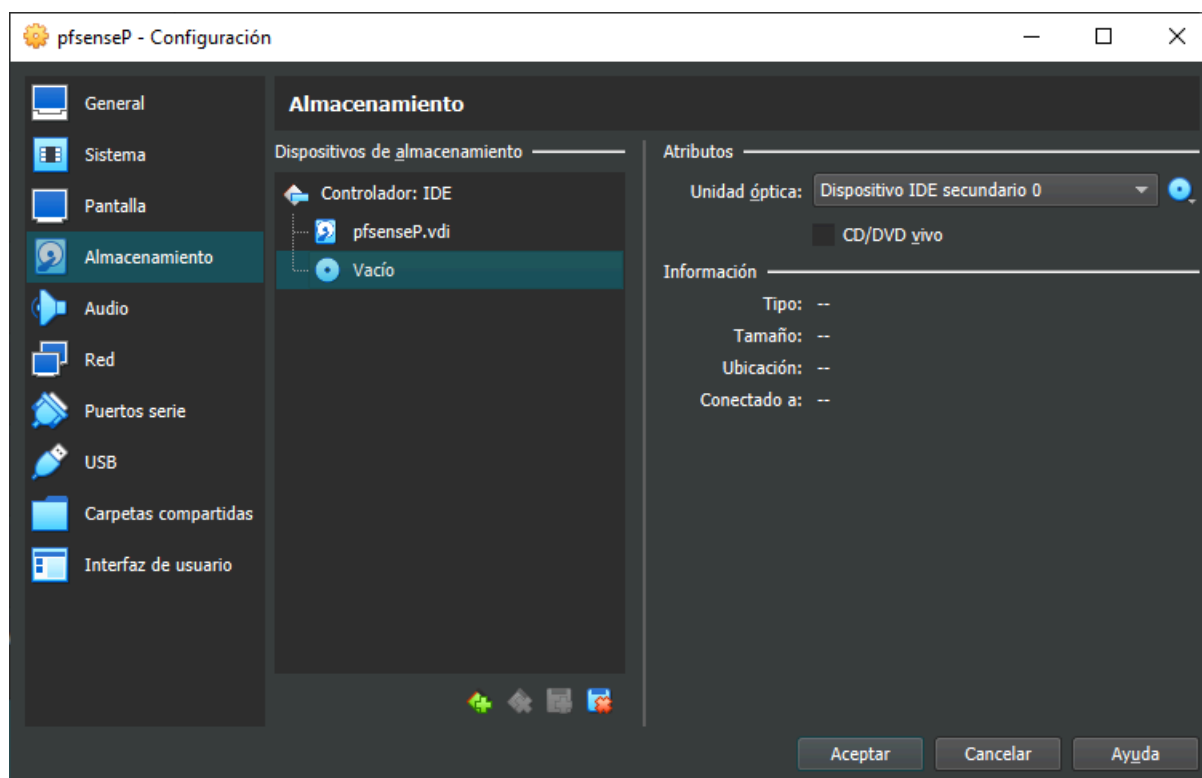 pfsenseP - Configuración
General
Sistema
Pantalla
Almacenamiento
Audio
Red
Puertos serie
USB
Carpetas compartidas
Interfaz de usuario
Almacenamiento
Dispositivos de almacenamiento
Controlador: IDE
pfsenseP.vdi
Vacío
Atributos
Unidad óptica: Dispositivo IDE secundario 0
CD/DVD vivo
Información
Tipo: --
Tamaño: --
Ubicación: --
Conectado a: --
Aceptar Cancelar Ayuda